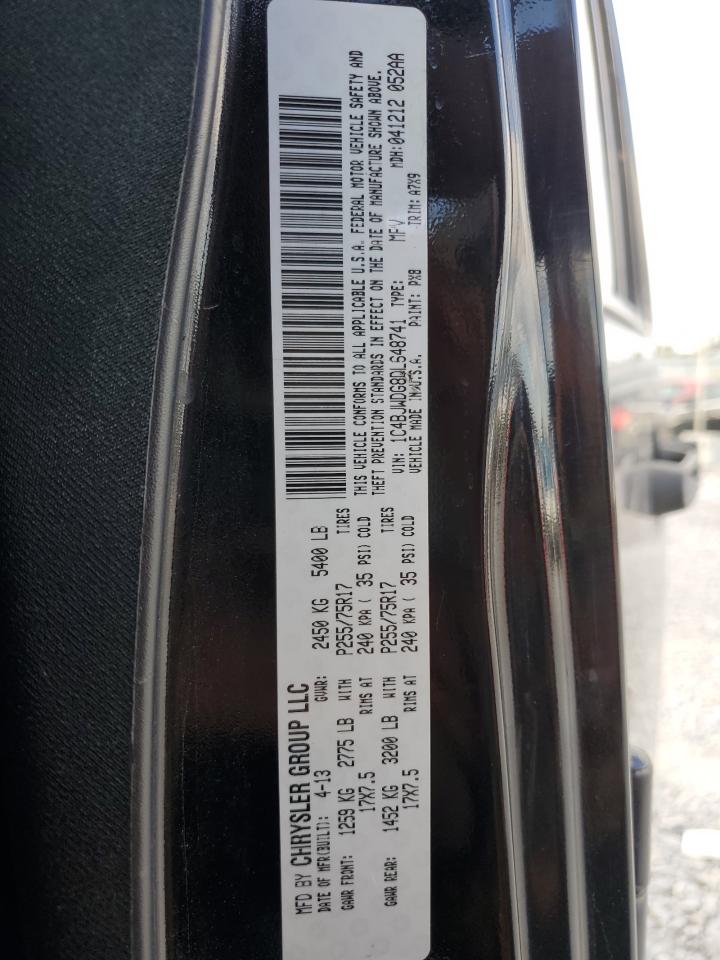 MFD BY CHRYSLER GROUP LLC
DATE OF MFR(BUILT): 4-13 GVWR: 2450 KG 5400 LB
GAWR FRONT: 1259 KG 2775 LB WITH P255/75R17 TIRES
17X7.5 RIMS AT 240 KPA ( 35 PSI) COLD
GAWR REAR: 1452 KG 3200 LB WITH P255/75R17 TIRES
17X7.5 RIMS AT 240 KPA ( 35 PSI) COLD
THIS VEHICLE CONFORMS TO ALL APPLICABLE U.S.A. FEDERAL MOTOR VEHICLE SAFETY AND
THEFT PREVENTION STANDARDS IN EFFECT ON THE DATE OF MANUFACTURE SHOWN ABOVE.
VIN: 1C4BJWDG8DL648741 TYPE: MPV MDH:041212 052AA
VEHICLE MADE IN U.S.A. PAINT: PX8 TRIM: A7X9